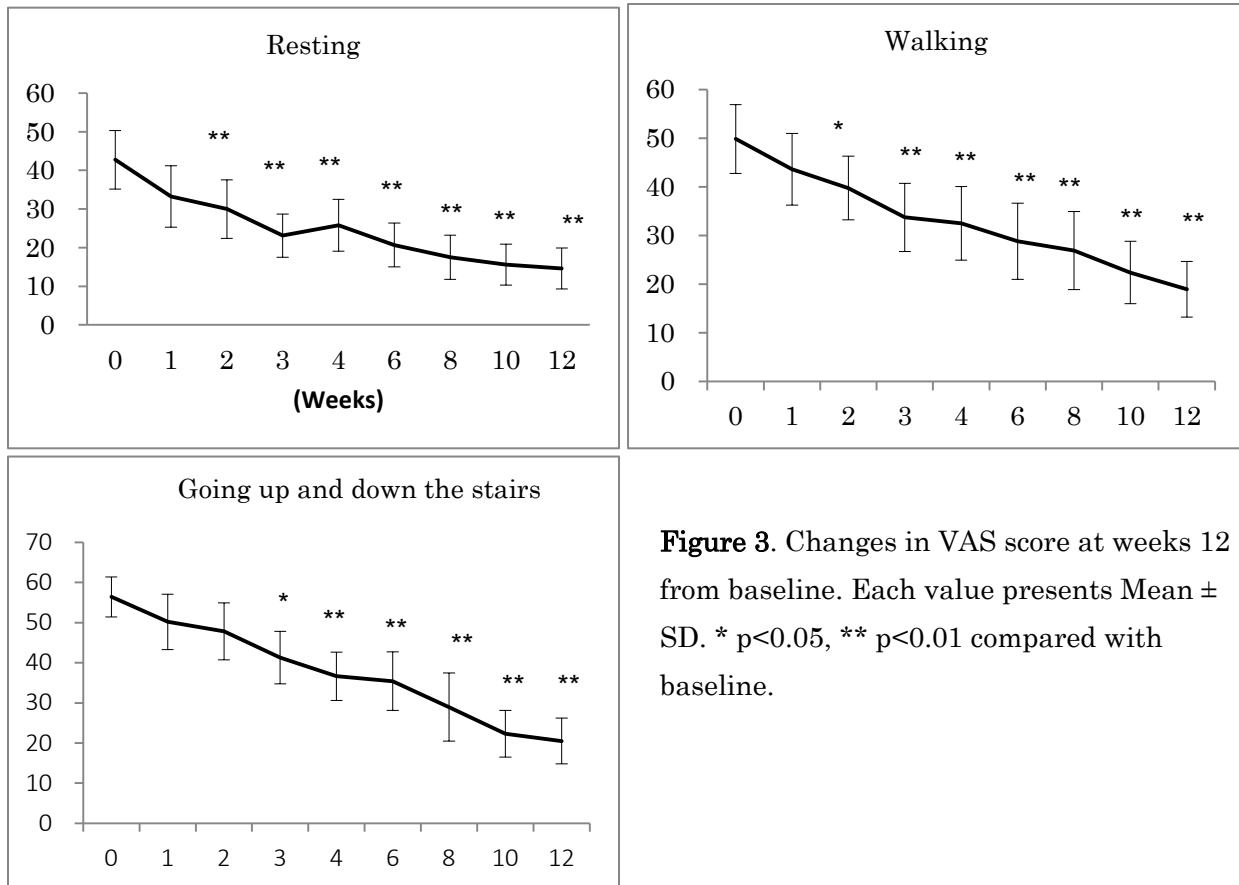 Resting
60
50
40
30
20
10
0
** ** ** ** ** ** **
0 1 2 3 4 6 8 10 12
(Weeks)
Walking
60
50
40
30
20
10
0
* ** ** ** ** ** **
0 1 2 3 4 6 8 10 12
Going up and down the stairs
70
60
50
40
30
20
10
0
* ** ** ** ** **
0 1 2 3 4 6 8 10 12
Figure 3. Changes in VAS score at weeks 12
from baseline. Each value presents Mean ±
SD. * p<0.05, ** p<0.01 compared with
baseline.